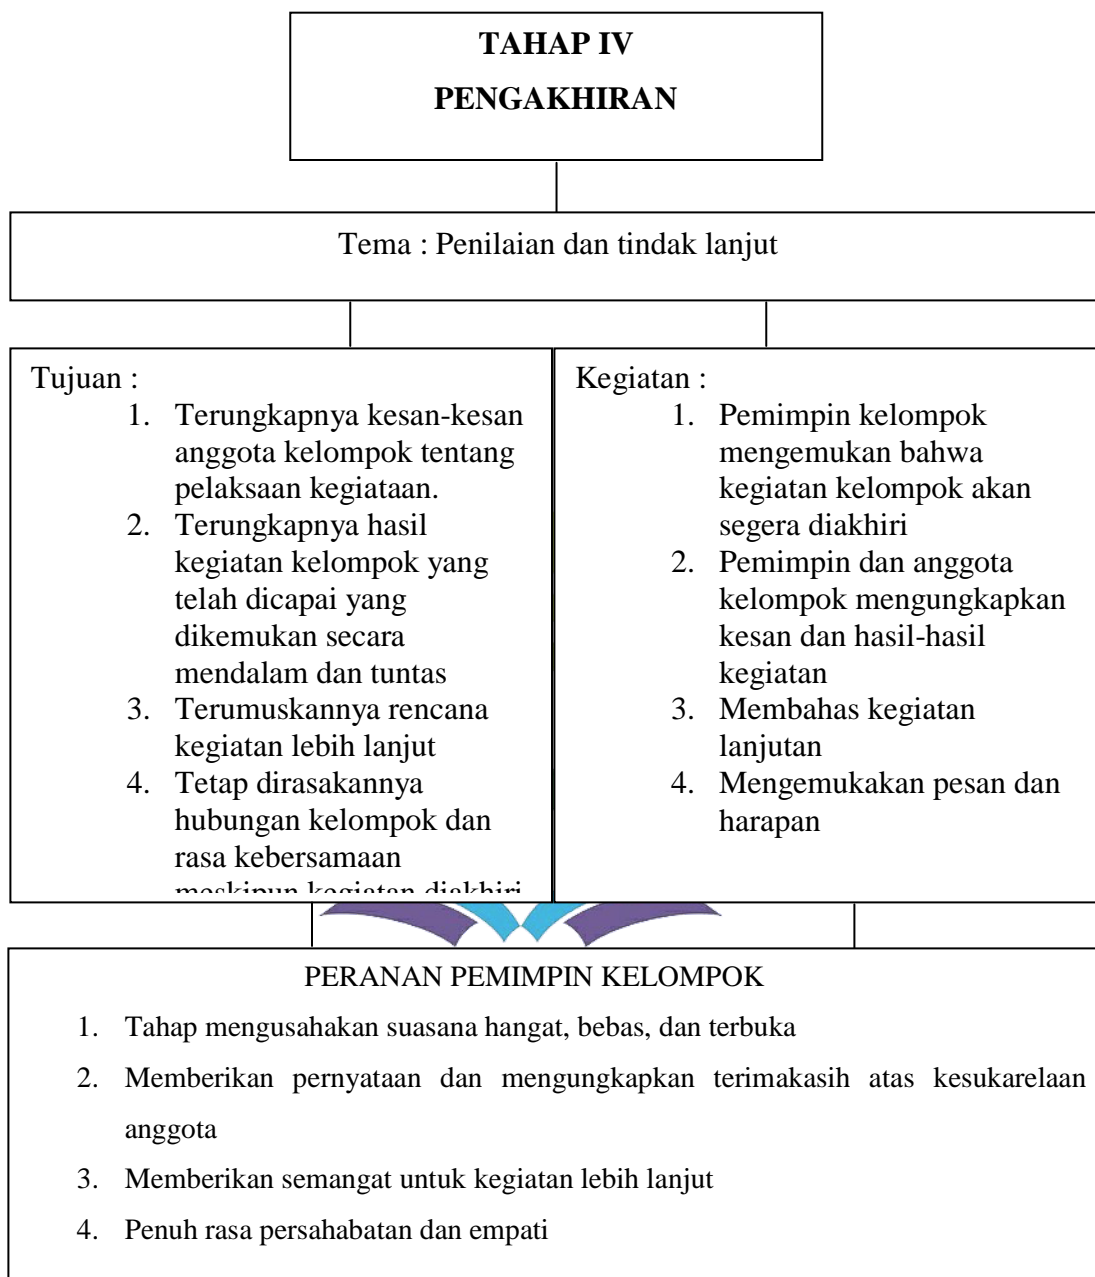 TAHAP IV
PENGAKHIRAN
Tema : Penilaian dan tindak lanjut
Tujuan :
1. Terungkapnya kesan-kesan
anggota kelompok tentang
pelaksaan kegiataan.
2. Terungkapnya hasil
kegiatan kelompok yang
telah dicapai yang
dikemukan secara
mendalam dan tuntas
3. Terumuskannya rencana
kegiatan lebih lanjut
4. Tetap dirasakannya
hubungan kelompok dan
rasa kebersamaan
meskipun kegiatan diakhiri
Kegiatan :
1. Pemimpin kelompok
mengemukan bahwa
kegiatan kelompok akan
segera diakhiri
2. Pemimpin dan anggota
kelompok mengungkapkan
kesan dan hasil-hasil
kegiatan
3. Membahas kegiatan
lanjutan
4. Mengemukakan pesan dan
harapan
PERANAN PEMIMPIN KELOMPOK
1. Tahap mengusahakan suasana hangat, bebas, dan terbuka
2. Memberikan pernyataan dan mengungkapkan terimakasih atas kesukarelaan
anggota
3. Memberikan semangat untuk kegiatan lebih lanjut
4. Penuh rasa persahabatan dan empati